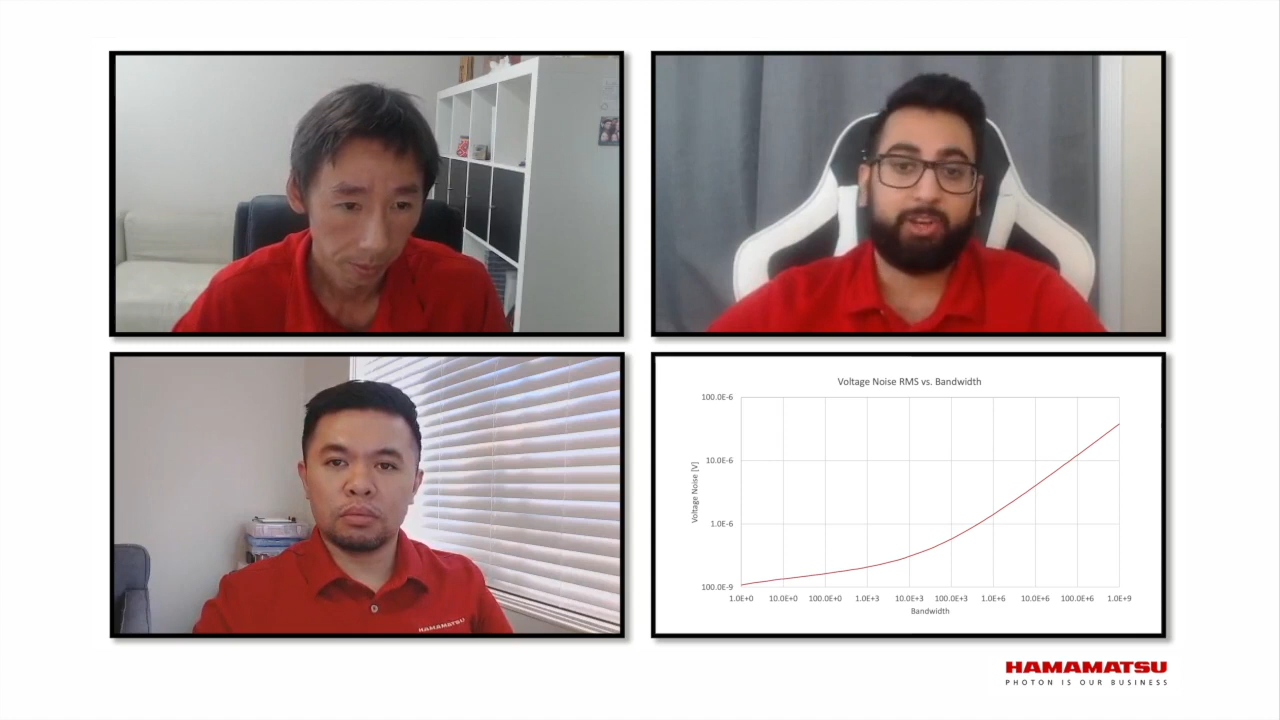 HAMAMATSU
Voltage Noise RMS vs. Bandwidth
100.0E-6
10.0E-6
1.0E-6
100.0E-9
Voltage Noise [V]
1.0E+0 10.0E+0 100.0E+0 1.0E+3 10.0E+3 100.0E+3 1.0E+6 10.0E+6 100.0E+6 1.0E+9
Bandwidth
HAMAMATSU
PHOTON IS OUR BUSINESS